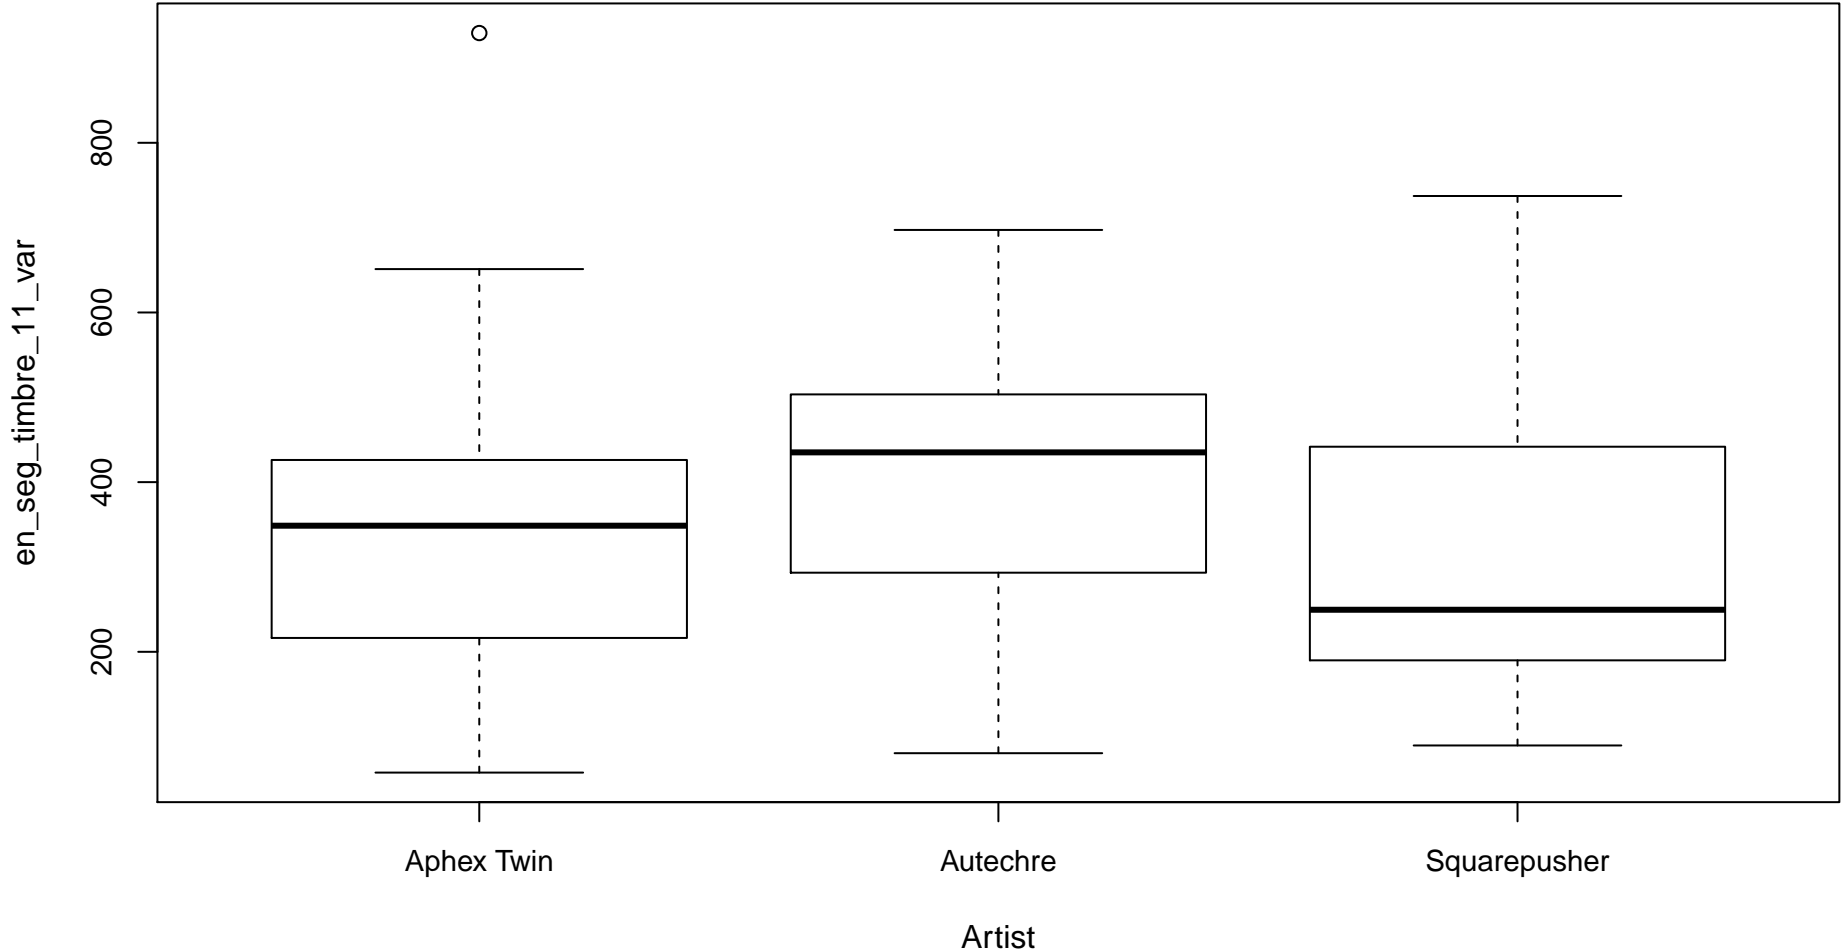 en_seg_timbre_11_var
800
600
400
200
Aphex Twin Autechre Squarepusher
Artist